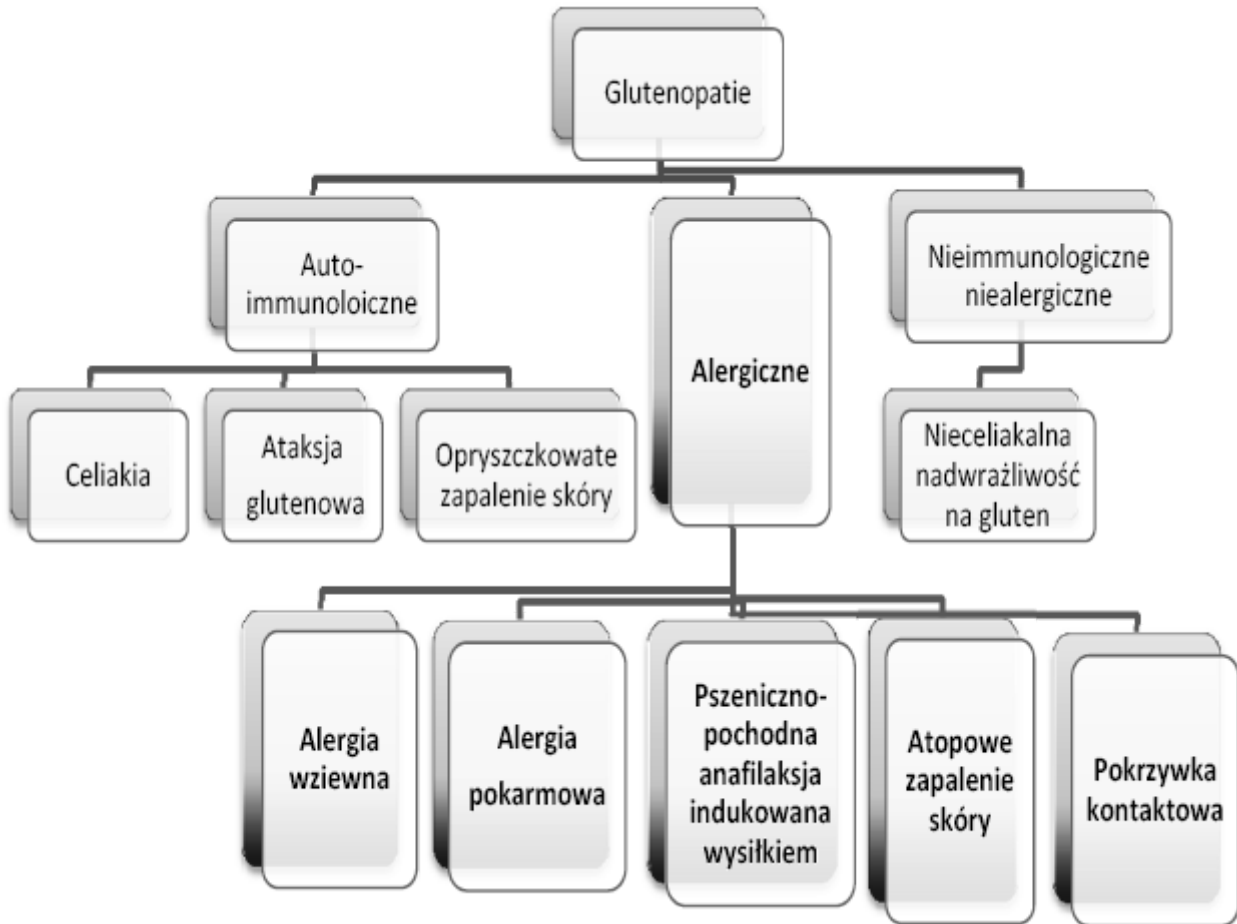 Glutenopatie
Auto-
immunoloiczne
Alergiczne
Nieimmunologiczne
niealergiczne
Celiakia
Ataksja
glutenowa
Opryszczkowate
zapalenie skóry
Nieceliakalna
nadwrażliwość
na gluten
Alergia
wziewna
Alergia
pokarmowa
Pszeniczno-
pochodna
anafilaksja
indukowana
wysiłkiem
Atopowe
zapalenie
skóry
Pokrzywka
kontaktowa